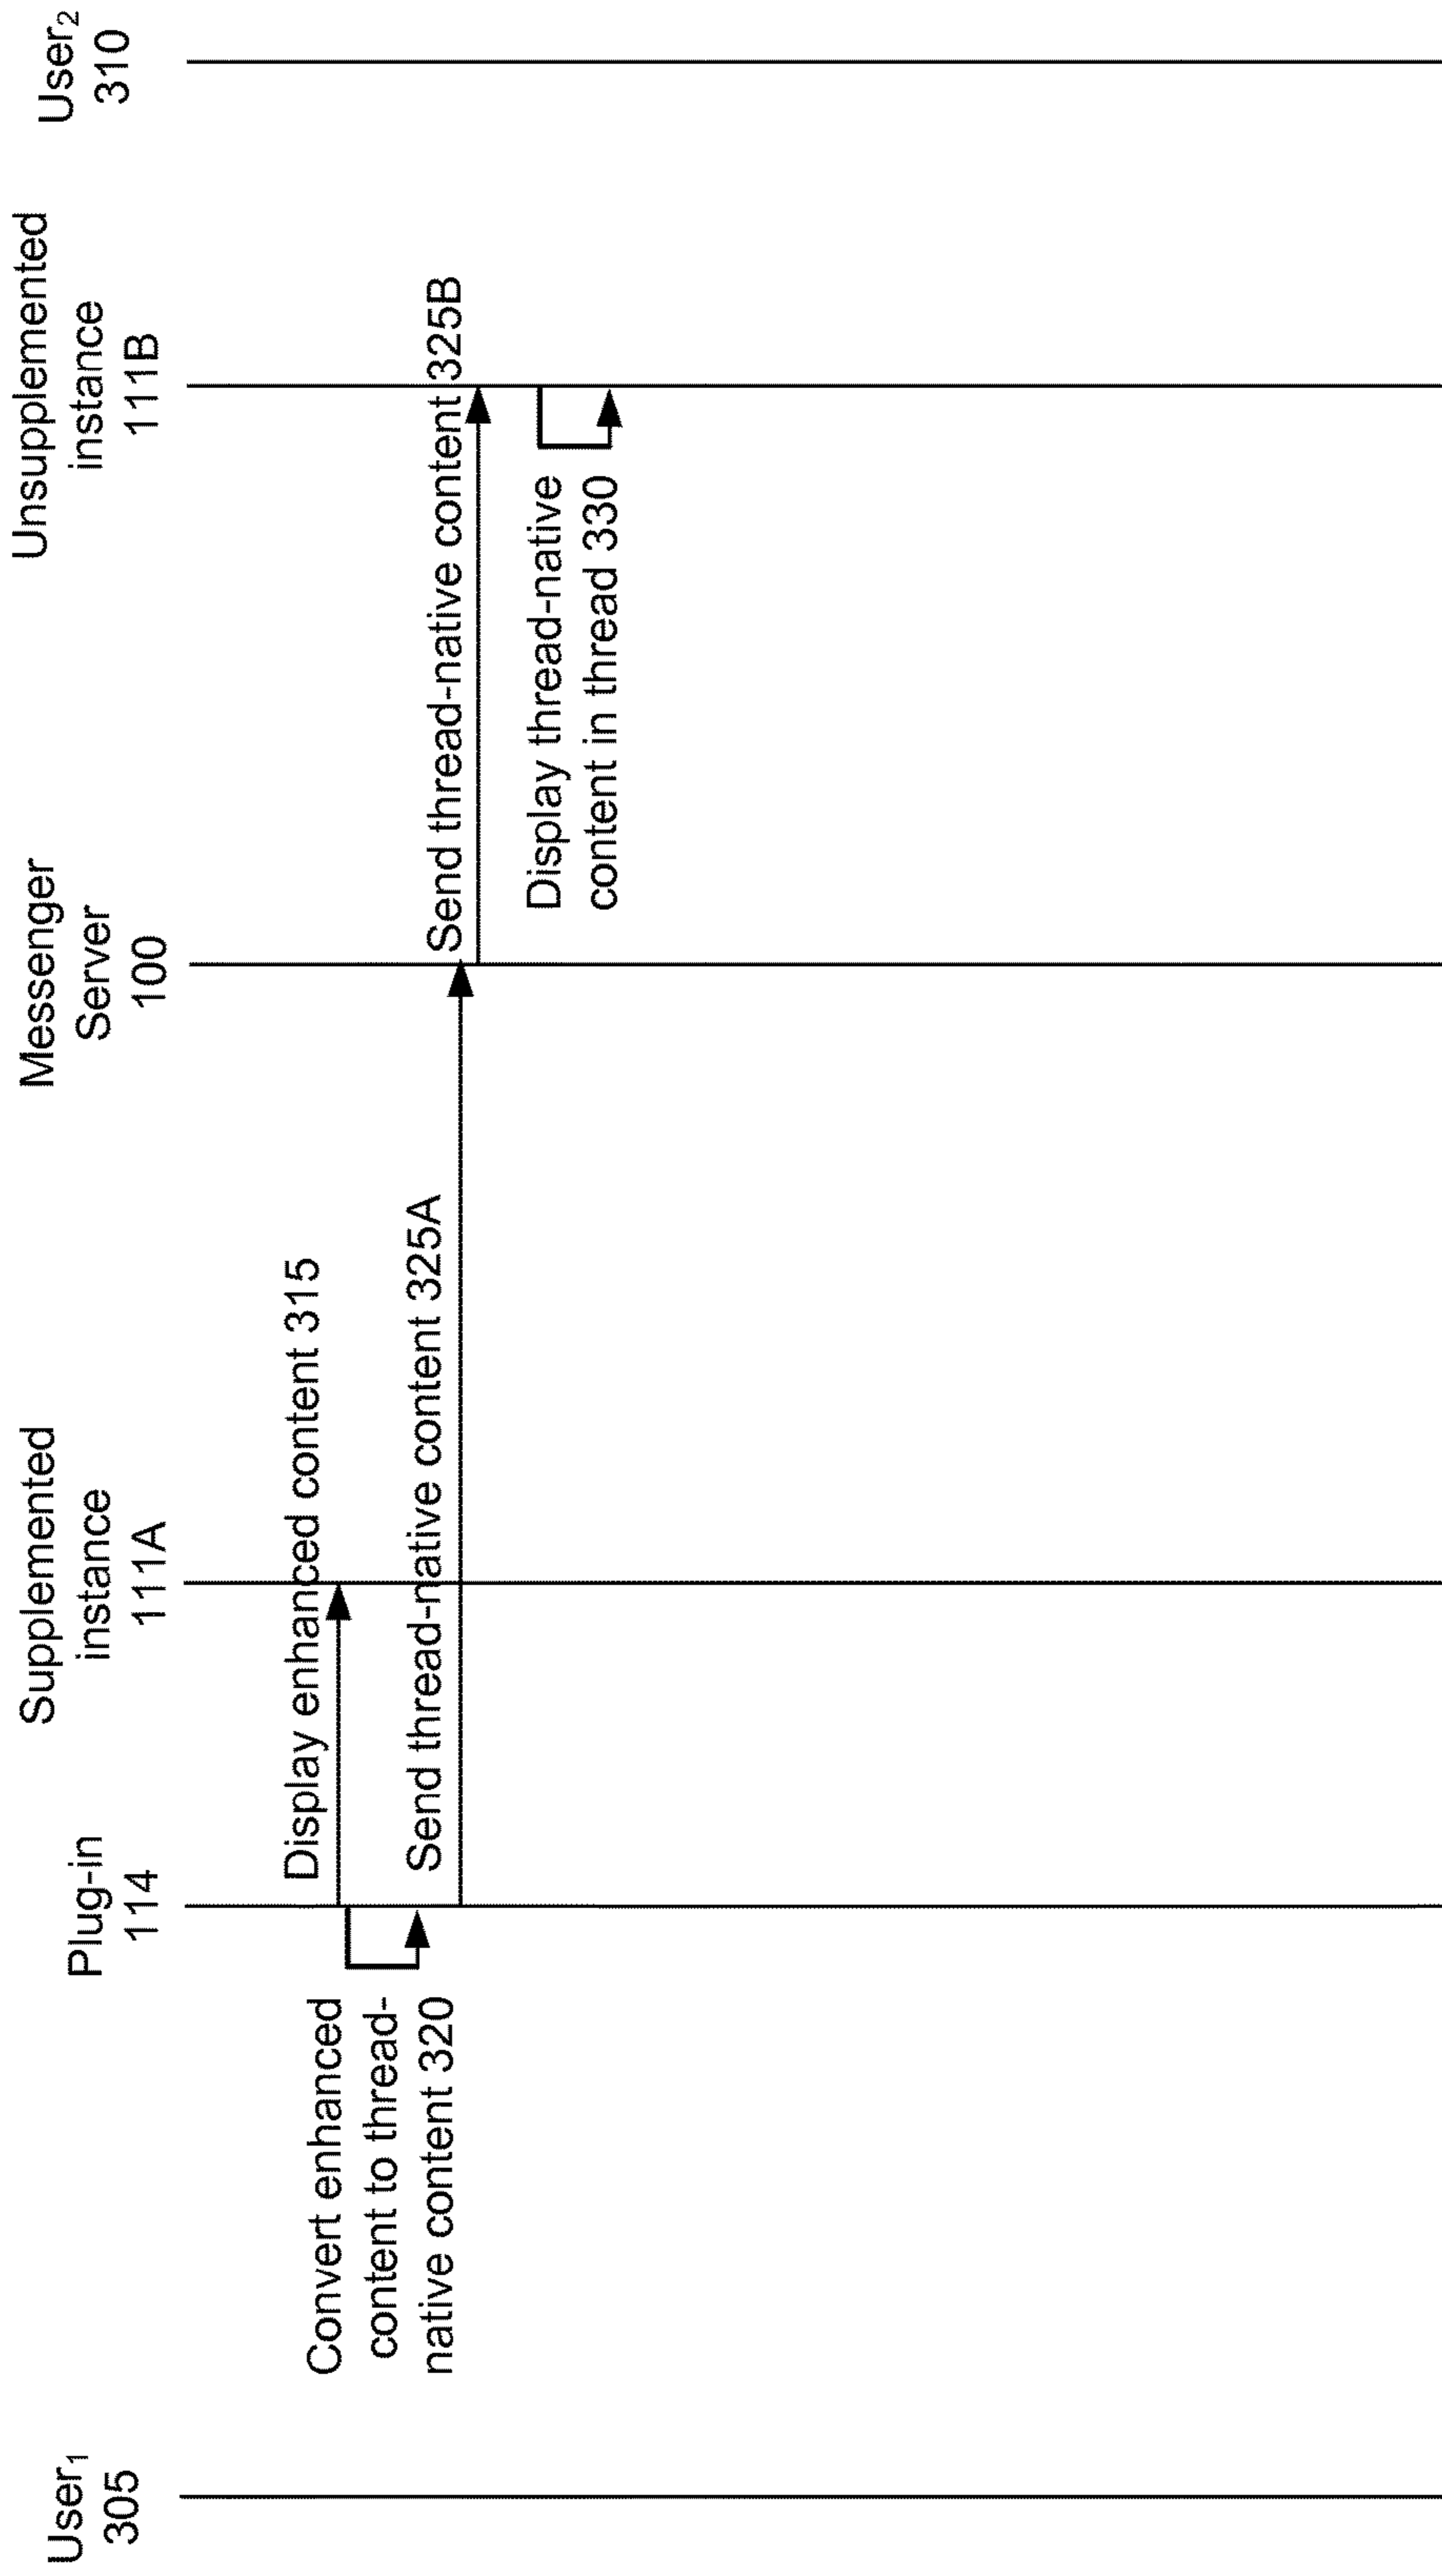 User₁
305
Plug-in
114
Supplemented
instance
111A
Messenger
Server
100
Unsupplemented
instance
111B
User₂
310
Display enhanced content 315
Convert enhanced
content to thread-
native content 320
Send thread-native content 325A
Send thread-native content 325B
Display thread-native
content in thread 330